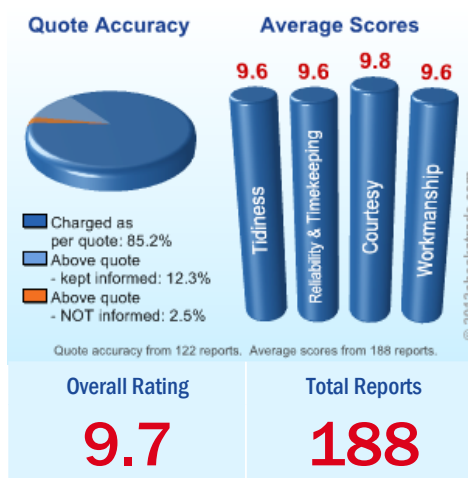 Quote Accuracy
Average Scores
9.6
9.6
9.8
9.6
Tidiness
Reliability & Timekeeping
Courtesy
Workmanship
Charged as
per quote: 85.2%
Above quote
- kept informed: 12.3%
Above quote
- NOT informed: 2.5%
Quote accuracy from 122 reports. Average scores from 188 reports.
Overall Rating
9.7
Total Reports
188